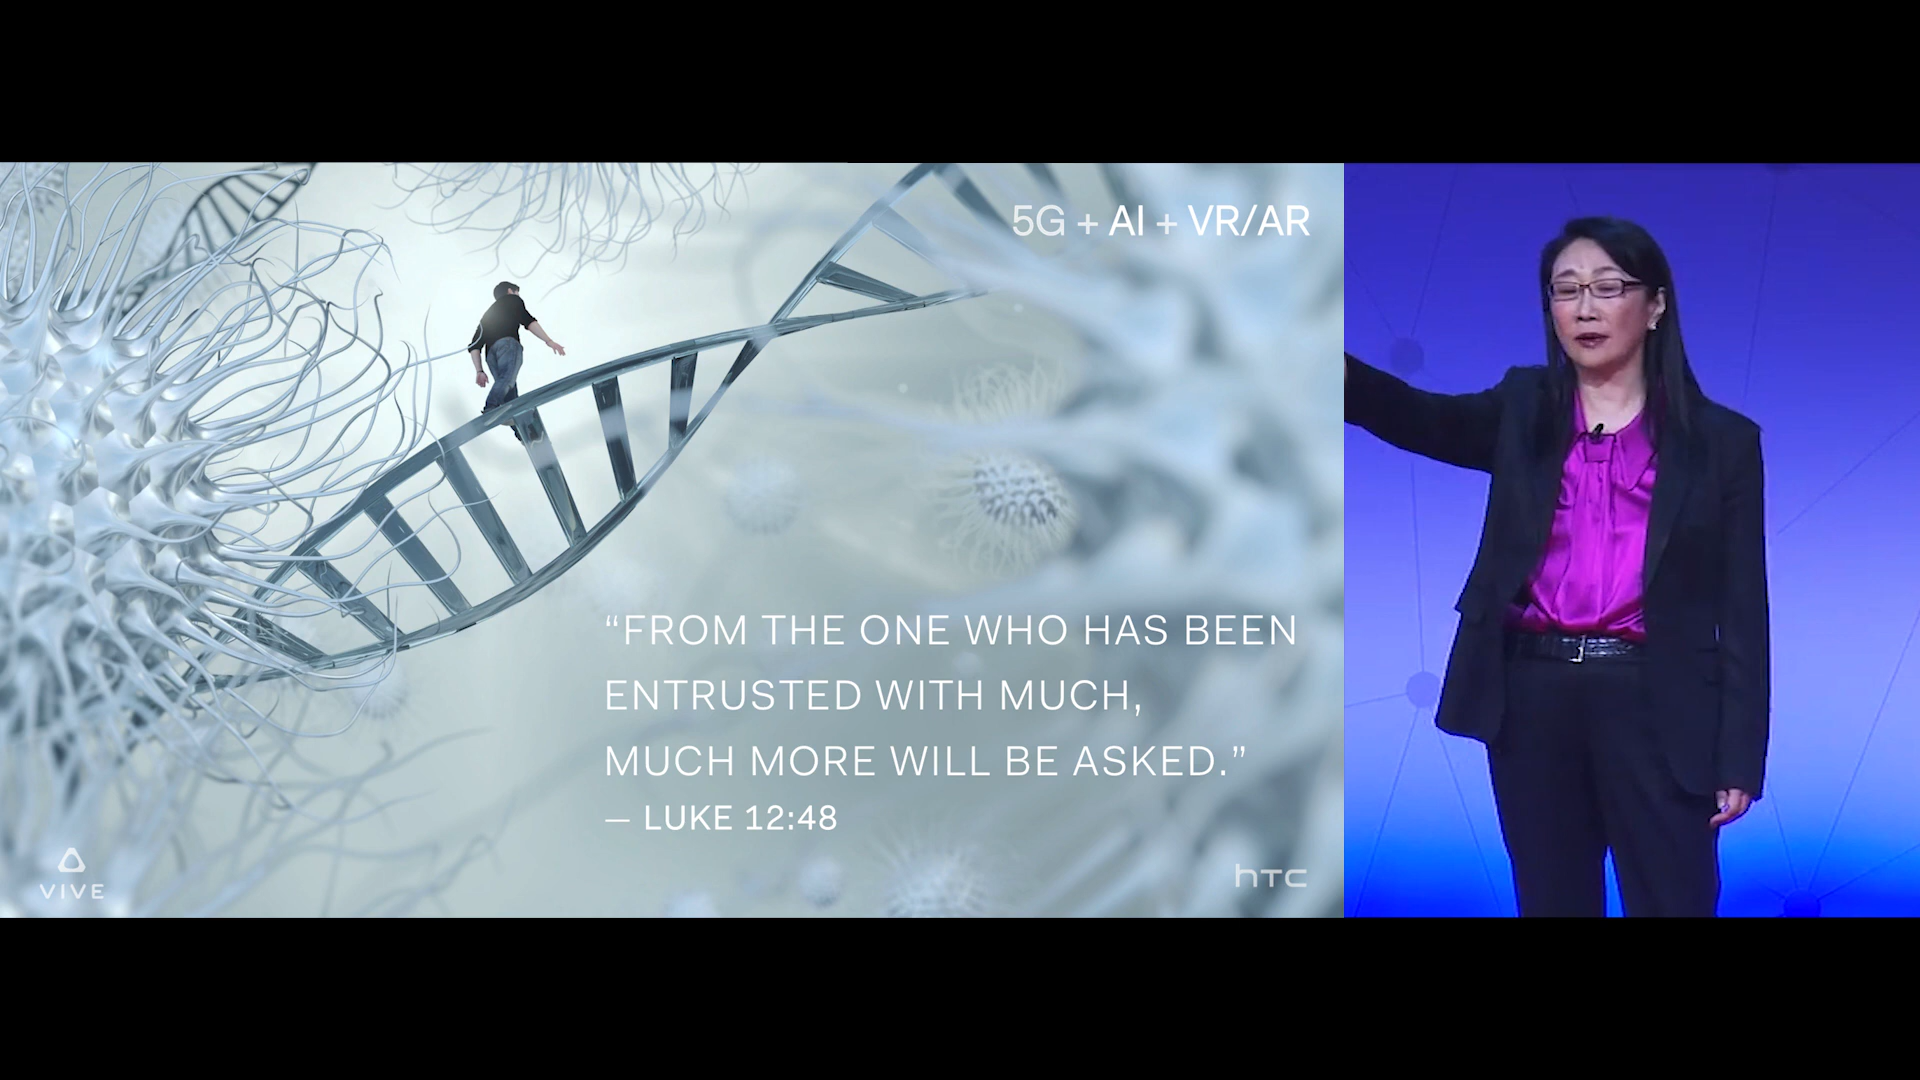 5G + AI + VR/AR
“FROM THE ONE WHO HAS BEEN
ENTRUSTED WITH MUCH,
MUCH MORE WILL BE ASKED.”
— LUKE 12:48
VIVE
hTC